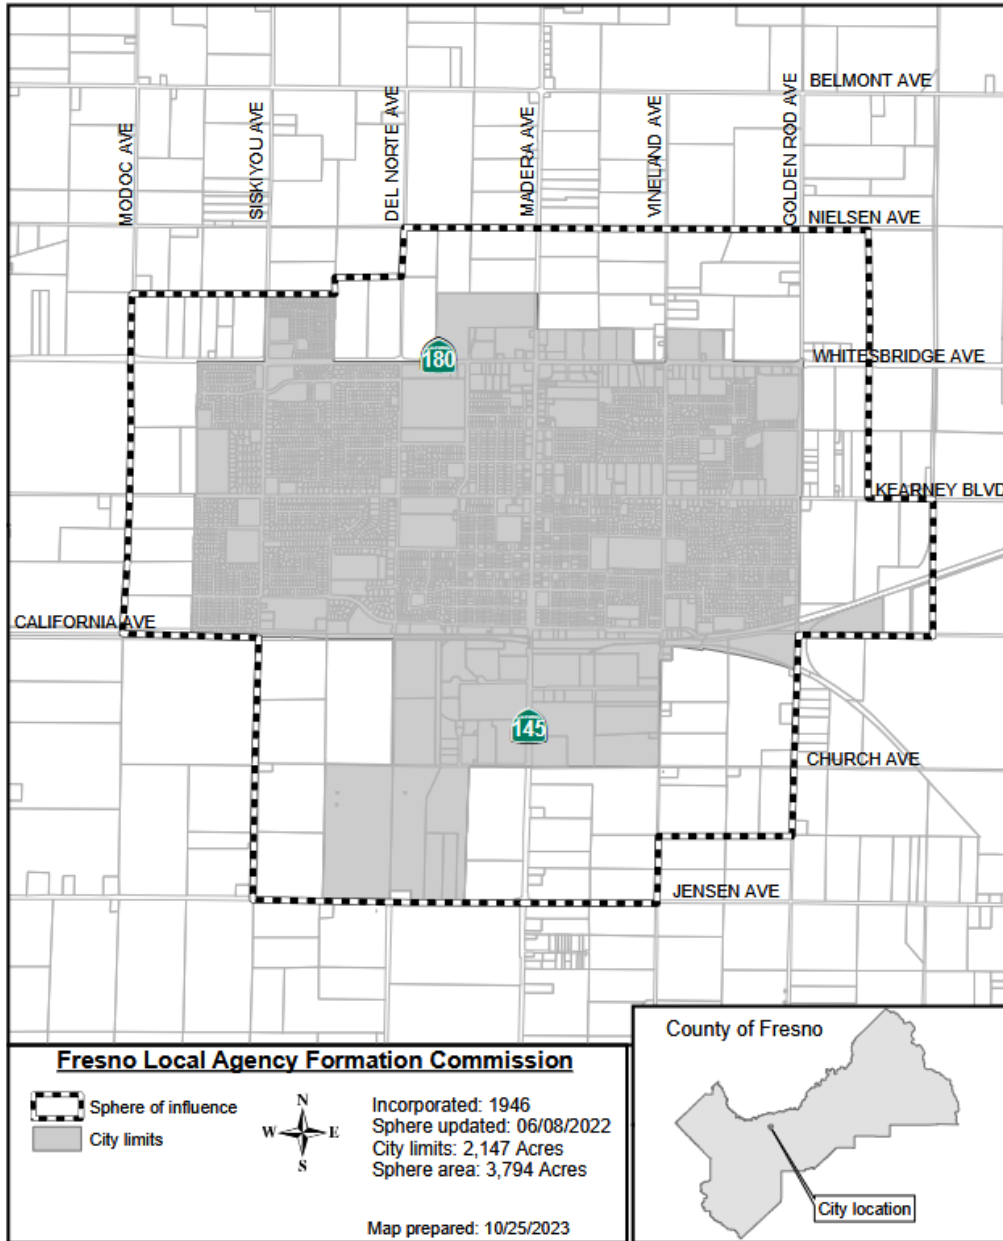 BELMONT AVE
MODOC AVE
SISKIYOU AVE
DEL NORTE AVE
MADERA AVE
VINELAND AVE
GOLDEN ROD AVE
NIELSEN AVE
180
WHITESBRIDGE AVE
KEARNEY BLVD
CALIFORNIA AVE
145
CHURCH AVE
JENSEN AVE
Fresno Local Agency Formation Commission
Sphere of influence
City limits
N
W E
S
Incorporated: 1946
Sphere updated: 06/08/2022
City limits: 2,147 Acres
Sphere area: 3,794 Acres
Map prepared: 10/25/2023
County of Fresno
City location